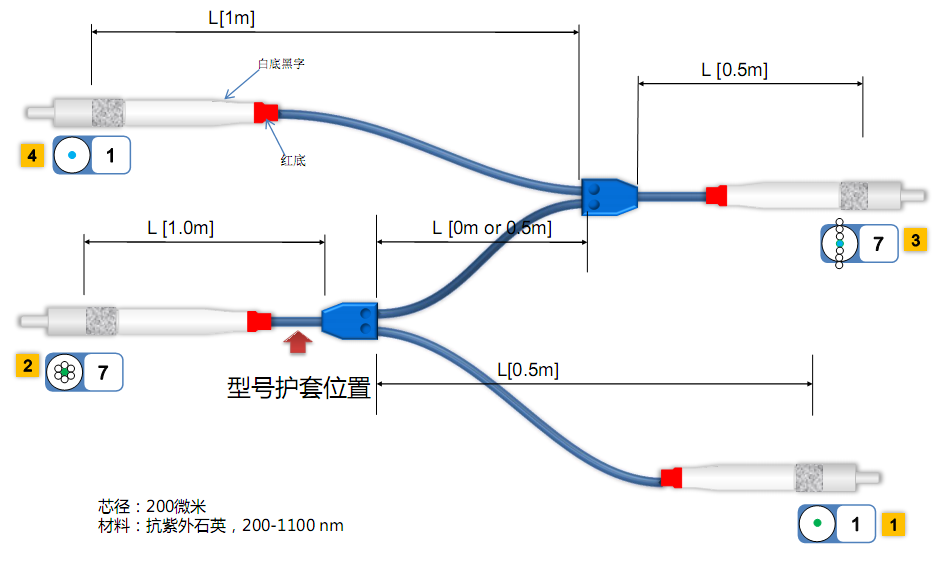 L[1m]
白底黑字
L [0.5m]
4
1
红底
L [1.0m]
L [0m or 0.5m]
7
3
2
7
型号护套位置
L[0.5m]
芯径：200微米
材料：抗紫外石英，200-1100 nm
1
1